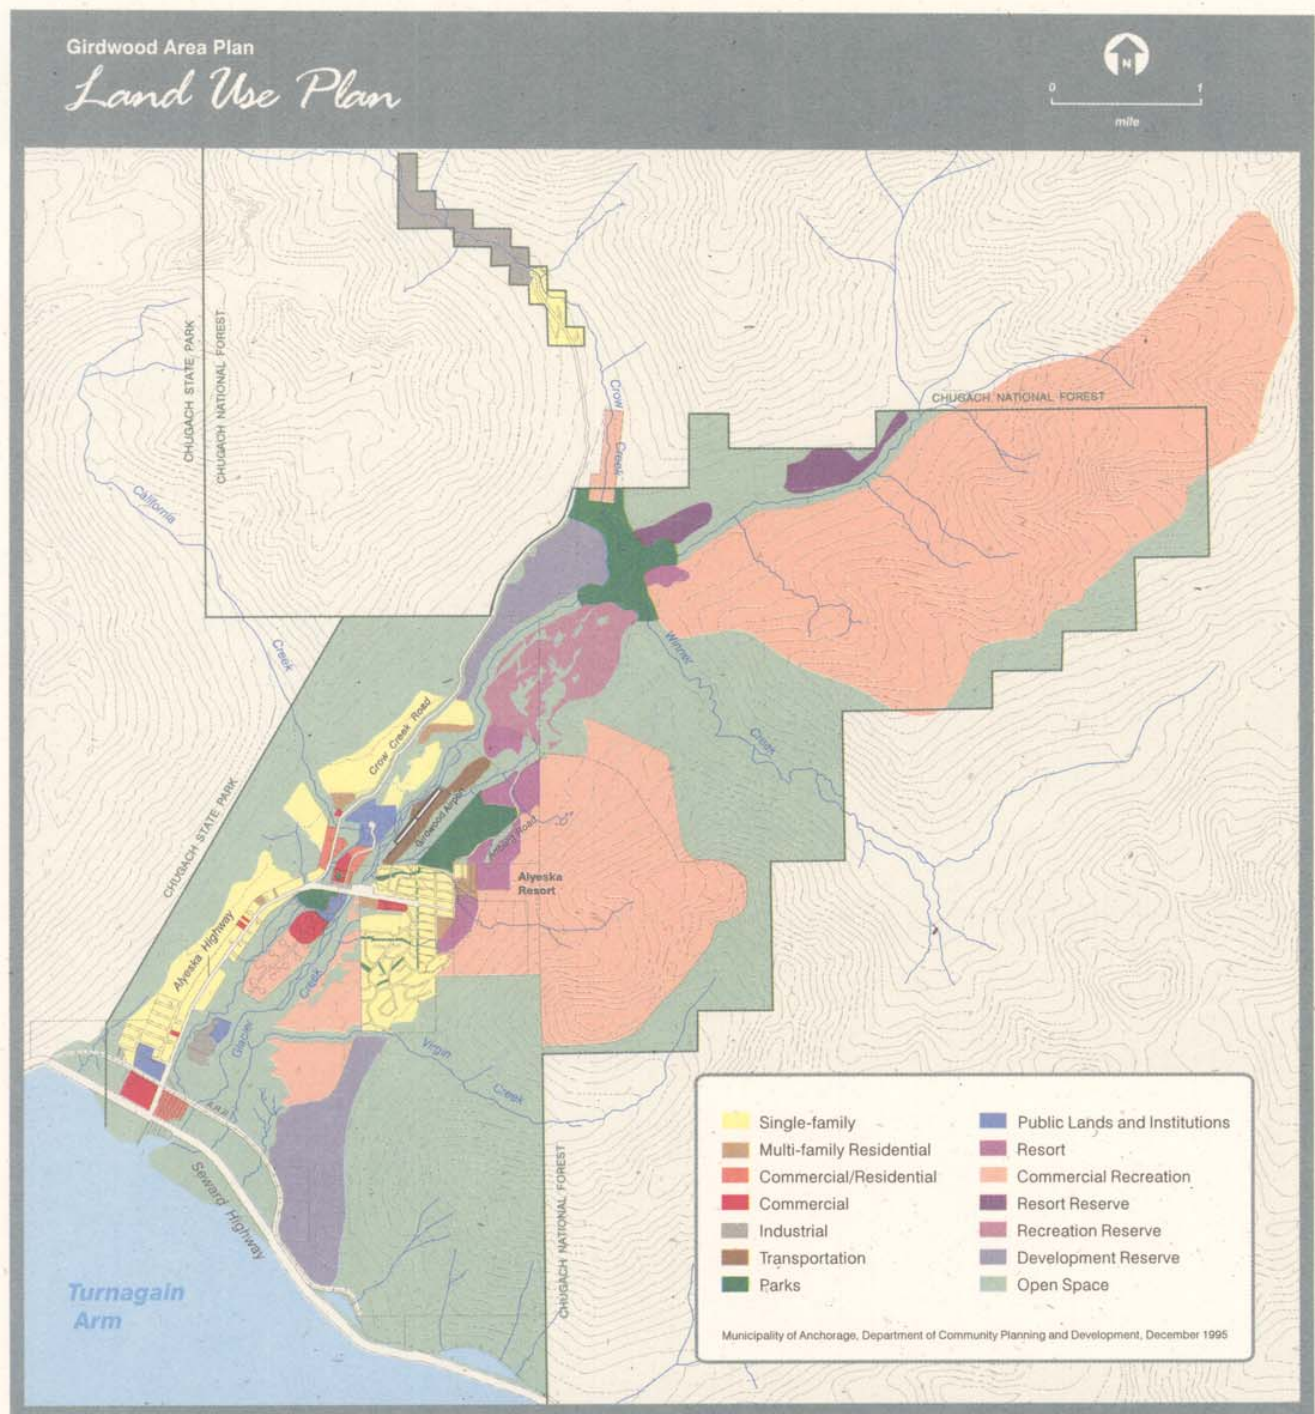 Girdwood Area Plan
Land Use Plan
N
0 1
mile
CHUGACH STATE PARK
CHUGACH NATIONAL FOREST
Crow
Creek
CHUGACH NATIONAL FOREST
California
Creek
Winner
Creek
Crow Creek Road
CHUGACH STATE PARK
Girdwood Airport
Arlberg Road
Alyeska
Resort
Alyeska Highway
Glacier
Creek
Virgin
Creek
A.R.R.
Seward Highway
CHUGACH NATIONAL FOREST
Turnagain
Arm
Single-family
Multi-family Residential
Commercial/Residential
Commercial
Industrial
Transportation
Parks
Public Lands and Institutions
Resort
Commercial Recreation
Resort Reserve
Recreation Reserve
Development Reserve
Open Space
Municipality of Anchorage, Department of Community Planning and Development, December 1995